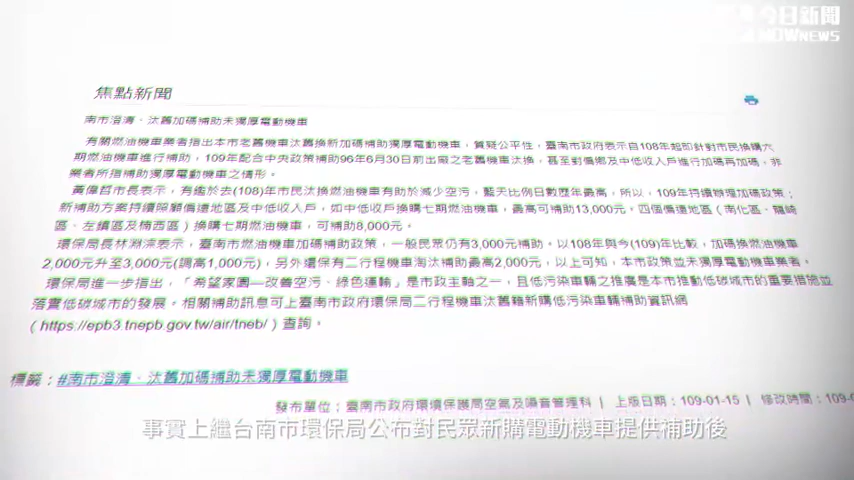 今日新聞
NOWNEWS
焦點新聞
南市澄清、汰舊加碼補助未獨厚電動機車
有關燃油機車業者指出本市老舊機車汰舊換新加碼補助獨厚電動機車，質疑公平性，臺南市政府表示自108年起即針對市民換購六
期燃油機車進行補助，109年配合中央政策補助96年6月30日前出廠之老舊機車汰換，甚至對偏鄉及中低收入戶進行加碼再加碼，非
業者所指補助獨厚電動機車之情形。
黃偉哲市長表示，有鑑於去(108)年市民汰換燃油機車有助於減少空污，藍天比例日數歷年最高，所以，109年持續辦理加碼政策；
新補助方案持續照顧偏遠地區及中低收入戶，如中低收戶換購七期燃油機車，最高可補助13,000元。四個偏遠地區（南化區、龍崎
區、左鎮區及楠西區）換購七期燃油機車，可補助8,000元。
環保局長林淵淙表示，臺南市燃油機車加碼補助政策，一般民眾仍有3,000元補助。以108年與今(109)年比較，加碼換燃油機車
2,000元升至3,000元(調高1,000元)，另外還保有二行程機車淘汰補助最高2,000元，以上可知，本市政策並未獨厚電動機車業者。
環保局進一步指出，「希望家園—改善空污、綠色運輸」是市政主軸之一，且低污染車輛之推廣是本市推動低碳城市的重要措施並
落實低碳城市的發展。相關補助訊息可上臺南市政府環保局二行程機車汰舊籍新購低污染車輛補助資訊網
（https://epb3.tnepb.gov.tw/air/tneb/）查詢。
標籤：#南市澄清、汰舊加碼補助未獨厚電動機車
發布單位：臺南市政府環境保護局空氣及噪音管理科 | 上版日期：109-01-15 | 修改時間：109-0
事實上繼台南市環保局公布對民眾新購電動機車提供補助後